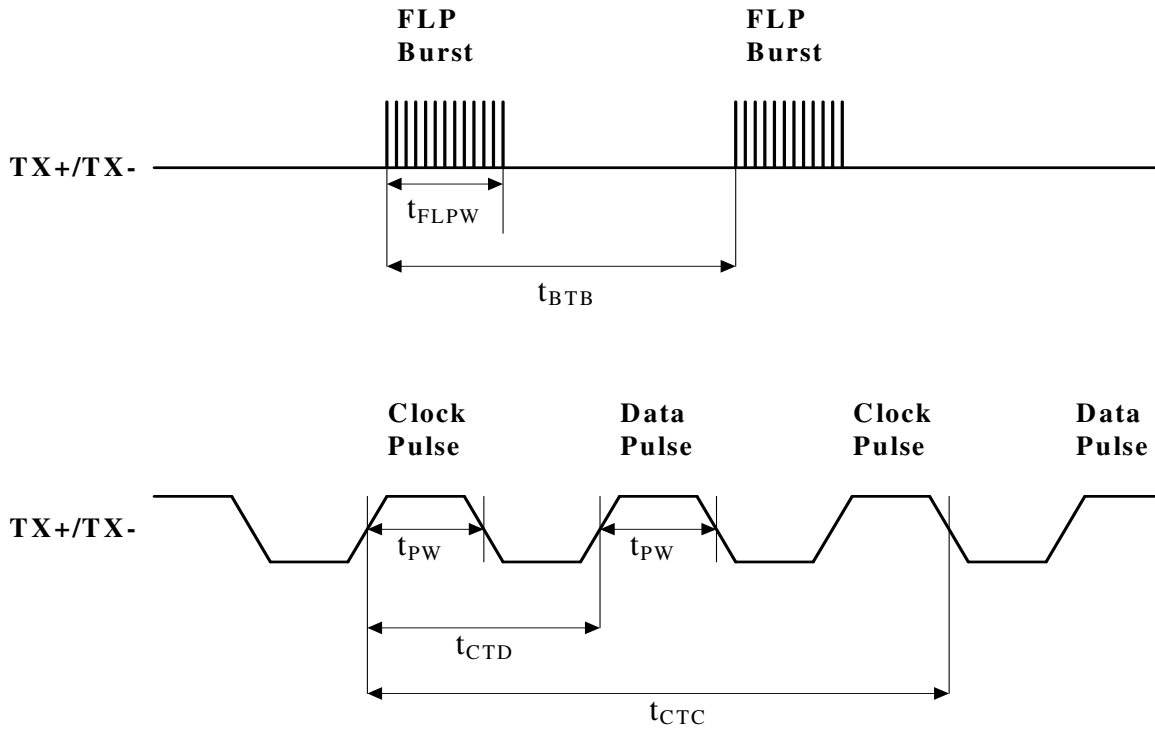 FLP
Burst
FLP
Burst
TX+/TX-
tFLPW
tBTB
Clock
Pulse
Data
Pulse
Clock
Pulse
Data
Pulse
TX+/TX-
tPW
tPW
tCTD
tCTC